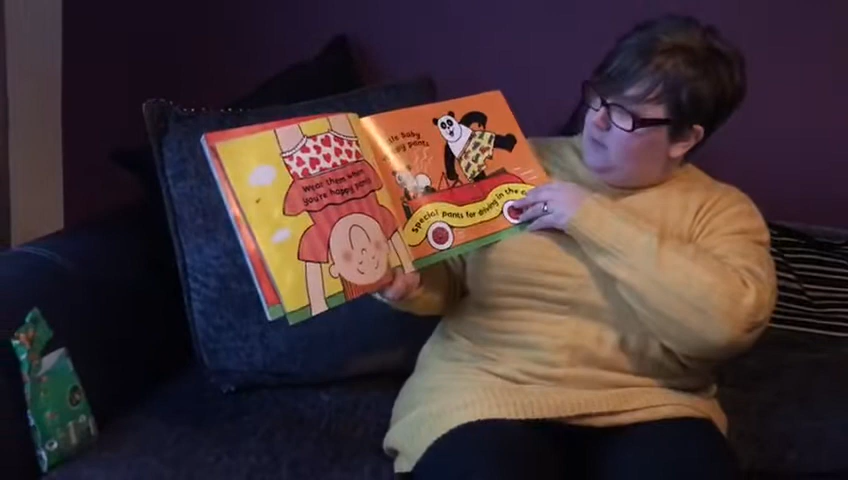 Wear them when
you're happy pants
baby
pants
Special pants for driving in the